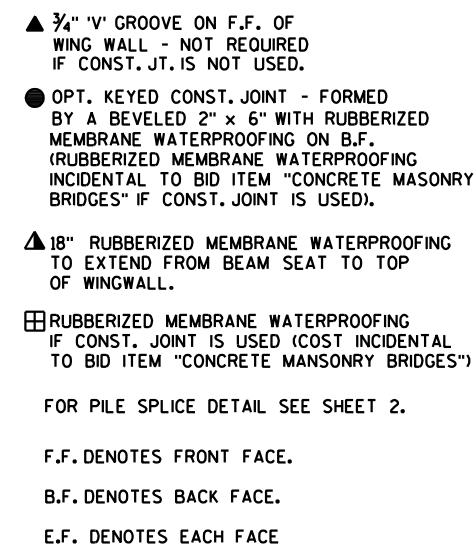 ▲ ¾" 'V' GROOVE ON F.F. OF
WING WALL - NOT REQUIRED
IF CONST. JT. IS NOT USED.
● OPT. KEYED CONST. JOINT - FORMED
BY A BEVELED 2" x 6" WITH RUBBERIZED
MEMBRANE WATERPROOFING ON B.F.
(RUBBERIZED MEMBRANE WATERPROOFING
INCIDENTAL TO BID ITEM "CONCRETE MASONRY
BRIDGES" IF CONST. JOINT IS USED).
18" RUBBERIZED MEMBRANE WATERPROOFING
TO EXTEND FROM BEAM SEAT TO TOP
OF WINGWALL.
RUBBERIZED MEMBRANE WATERPROOFING
IF CONST. JOINT IS USED (COST INCIDENTAL
TO BID ITEM "CONCRETE MANSONRY BRIDGES")
FOR PILE SPLICE DETAIL SEE SHEET 2.
F.F. DENOTES FRONT FACE.
B.F. DENOTES BACK FACE.
E.F. DENOTES EACH FACE